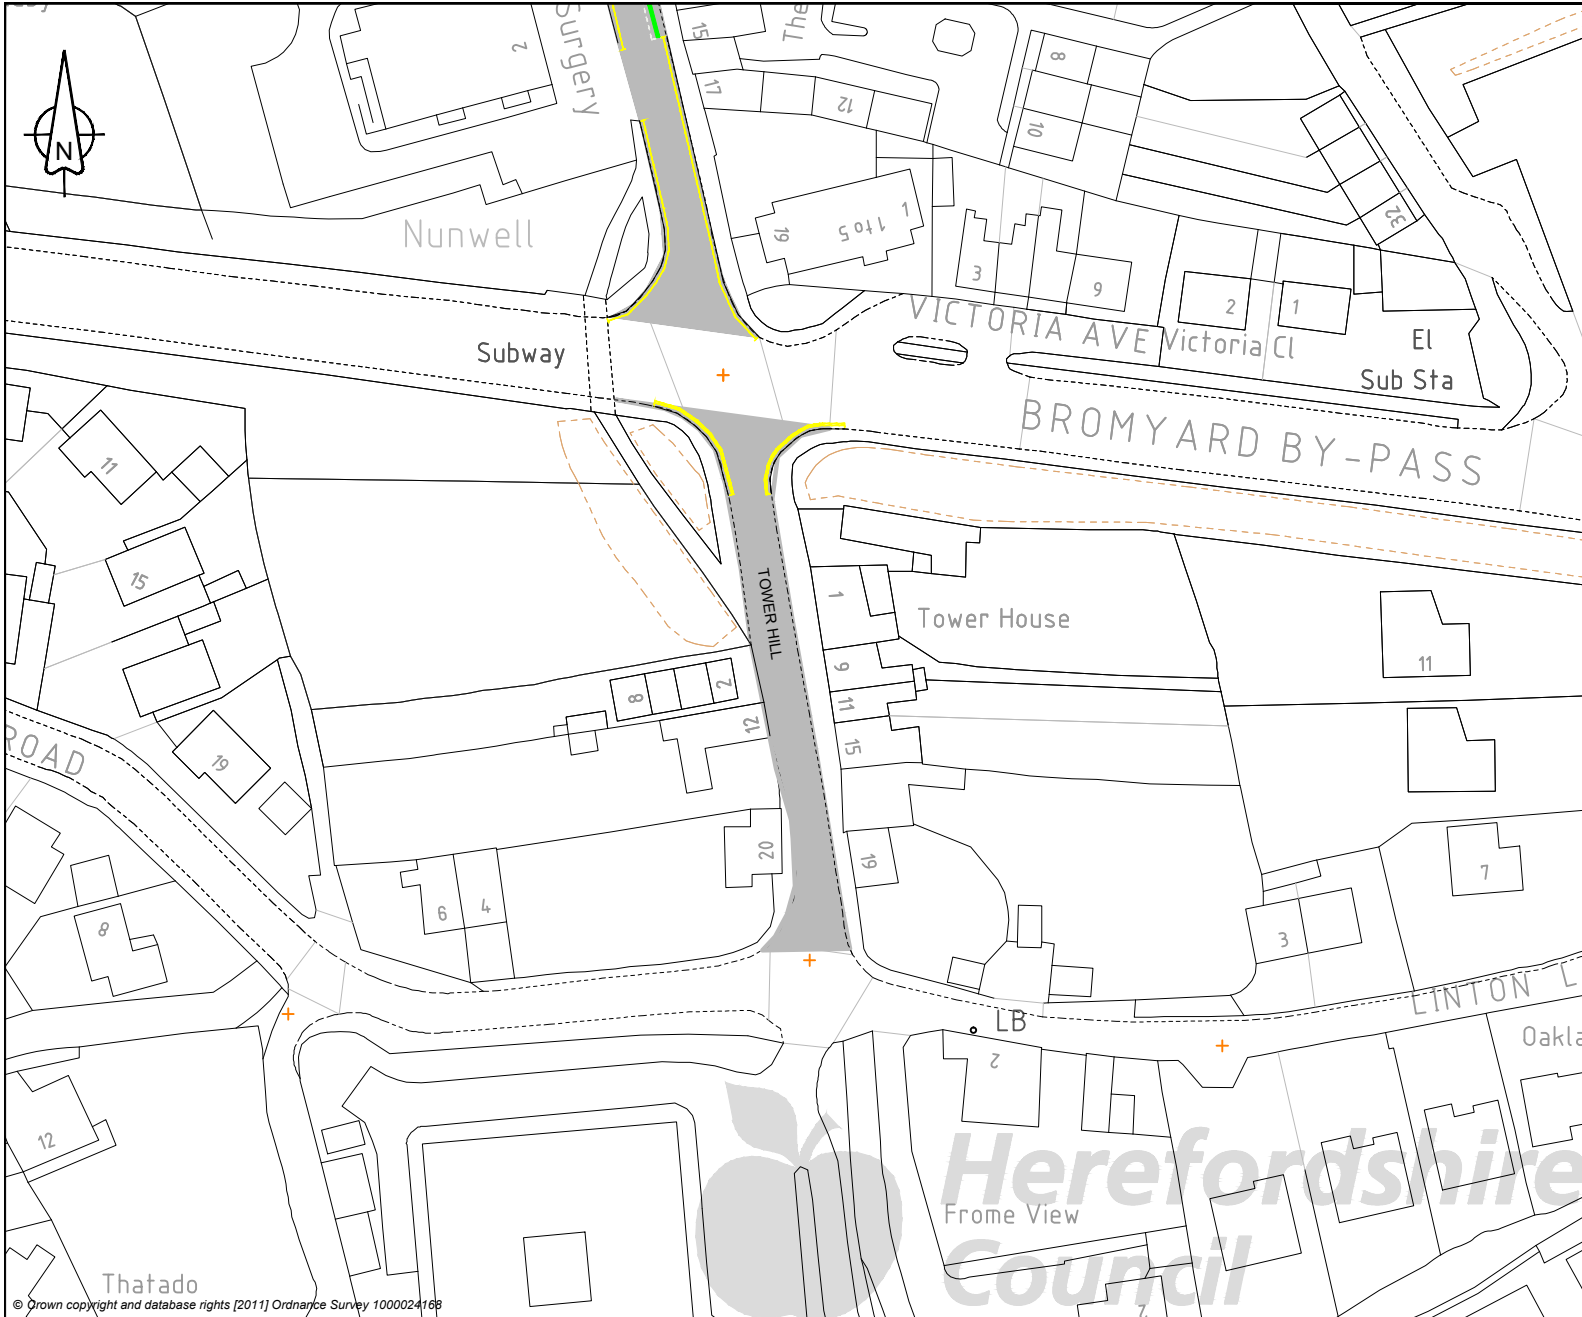 Surgery
2
15
The
17
12
8
10
N
Nunwell
19
1 to 5
1
3
9
2
1
32
VICTORIA AVE
Victoria Cl
El
Sub Sta
Subway
BROMYARD BY-PASS
11
15
19
TOWER HILL
1
Tower House
9
11
15
11
8
2
12
ROAD
20
19
6
4
8
7
3
LINTON L
LB
2
Oakla
12
Herefordshire
Council
Frome View
Thatado
7
© Crown copyright and database rights [2011] Ordnance Survey 1000024168